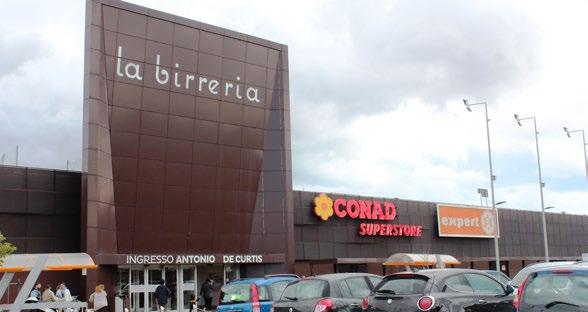 la birreria
CONAD
SUPERSTORE
expert
INGRESSO ANTONIO DE CURTIS